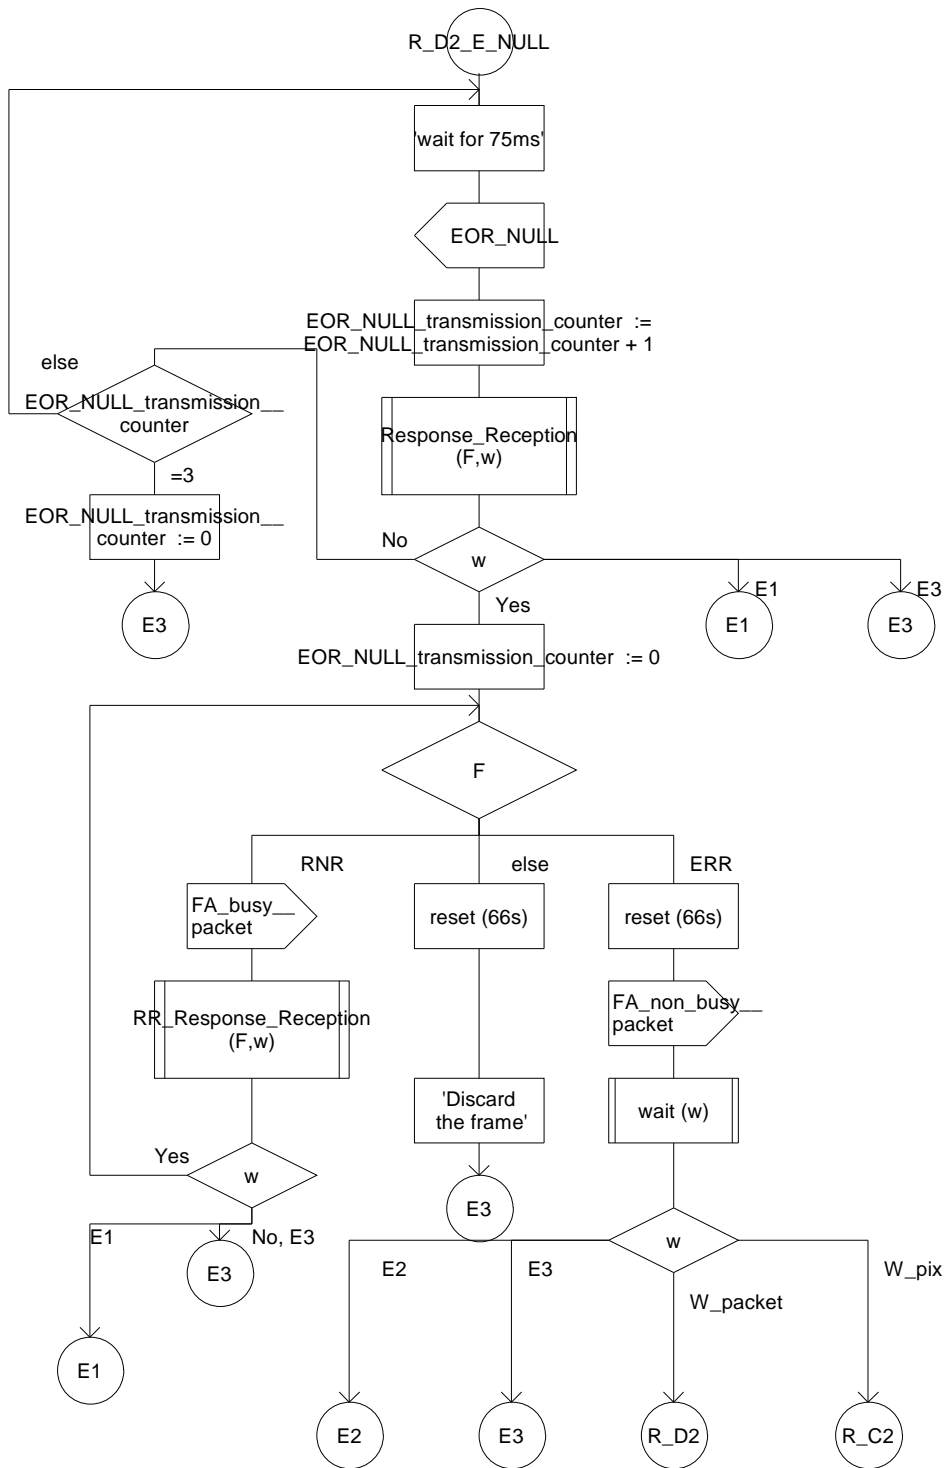 R_D2_E_NULL
'wait for 75ms'
EOR_NULL
EOR_NULL_transmission_counter :=
EOR_NULL_transmission_counter + 1
else
EOR_NULL_transmission__
counter
Response_Reception
(F,w)
=3
EOR_NULL_transmission__
counter := 0
No
w
E1
E3
Yes
E3
E1
E3
EOR_NULL_transmission_counter := 0
F
RNR
else
ERR
FA_busy__
packet
reset (66s)
reset (66s)
RR_Response_Reception
(F,w)
FA_non_busy__
packet
'Discard
the frame'
wait (w)
Yes
w
E3
E1
No, E3
w
E3
E2
E3
W_pix
W_packet
E1
E2
E3
R_D2
R_C2